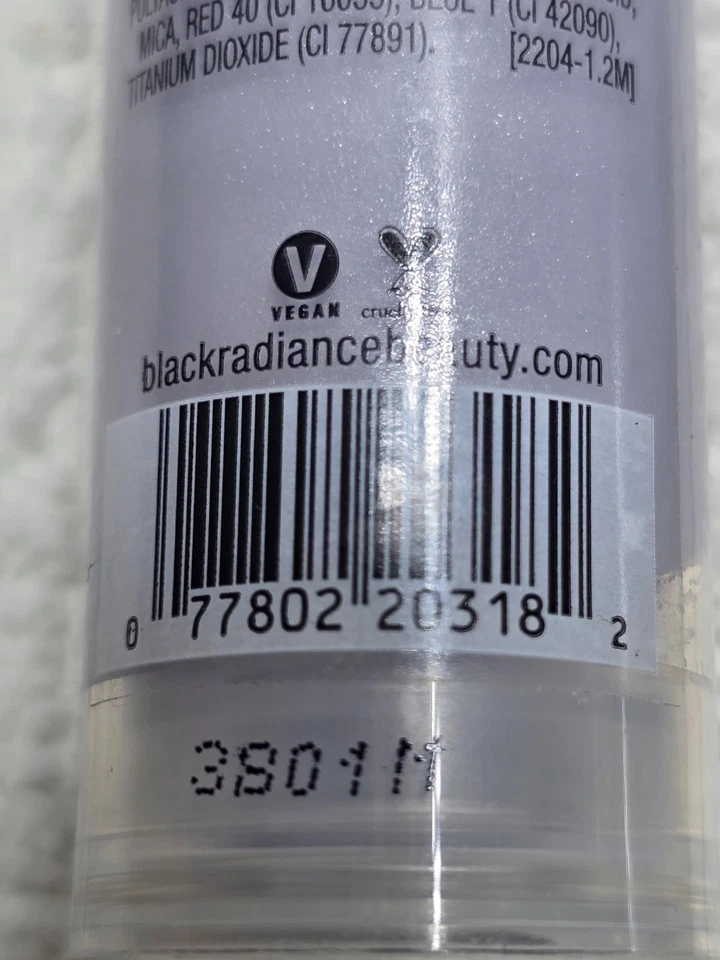 MICA, RED 40 (CI 16035), BLUE 1 (CI 42090),
TITANIUM DIOXIDE (CI 77891). [2204-1.2M]
V
VEGAN
blackradiancebeauty.com
0 77802 20318 2
3S01M